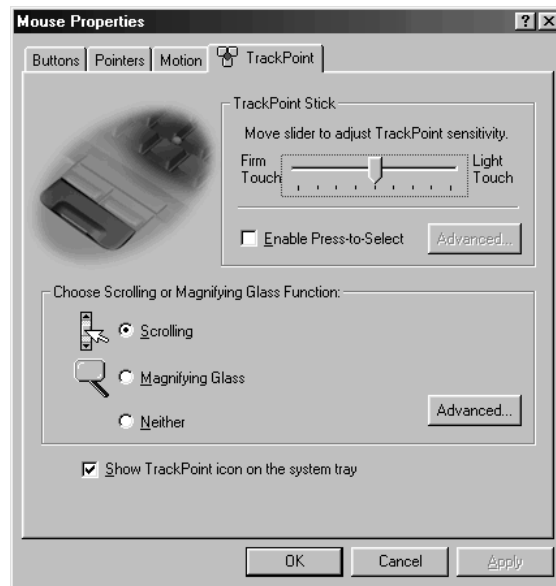 Mouse Properties
Buttons Pointers Motion TrackPoint
TrackPoint Stick
Move slider to adjust TrackPoint sensitivity.
Firm Touch
Light Touch
Enable Press-to-Select Advanced...
Choose Scrolling or Magnifying Glass Function:
Scrolling
Magnifying Glass
Neither
Advanced...
Show TrackPoint icon on the system tray
OK Cancel Apply